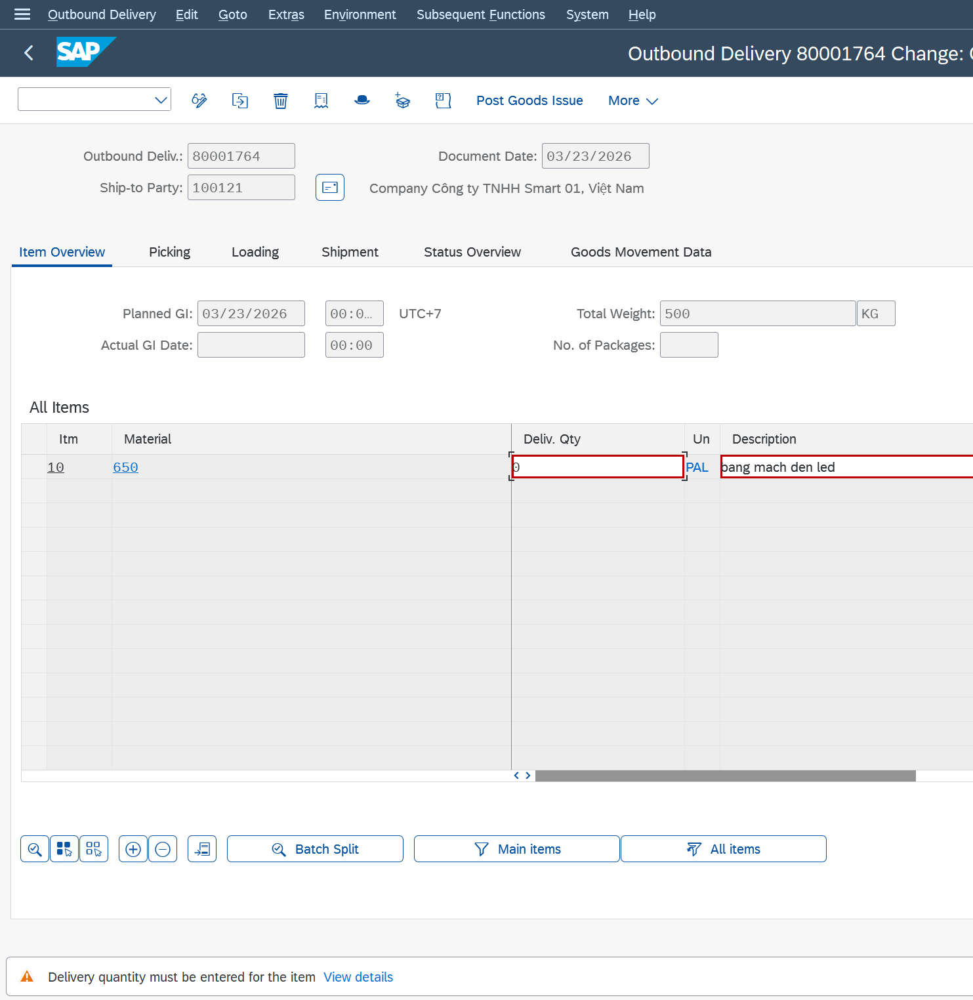 Outbound Delivery Edit Goto Extras Environment Subsequent Functions System Help
SAP Outbound Delivery 80001764 Change:
Post Goods Issue More
Outbound Deliv.: 80001764 Document Date: 03/23/2026
Ship-to Party: 100121 Company Công ty TNHH Smart 01, Việt Nam
Item Overview Picking Loading Shipment Status Overview Goods Movement Data
Planned GI: 03/23/2026 00:0... UTC+7 Total Weight: 500 KG
Actual GI Date: 00:00 No. of Packages:
All Items
Itm Material Deliv. Qty Un Description
10 650 0 PAL bang mach den led
Batch Split Main items All items
Delivery quantity must be entered for the item View details